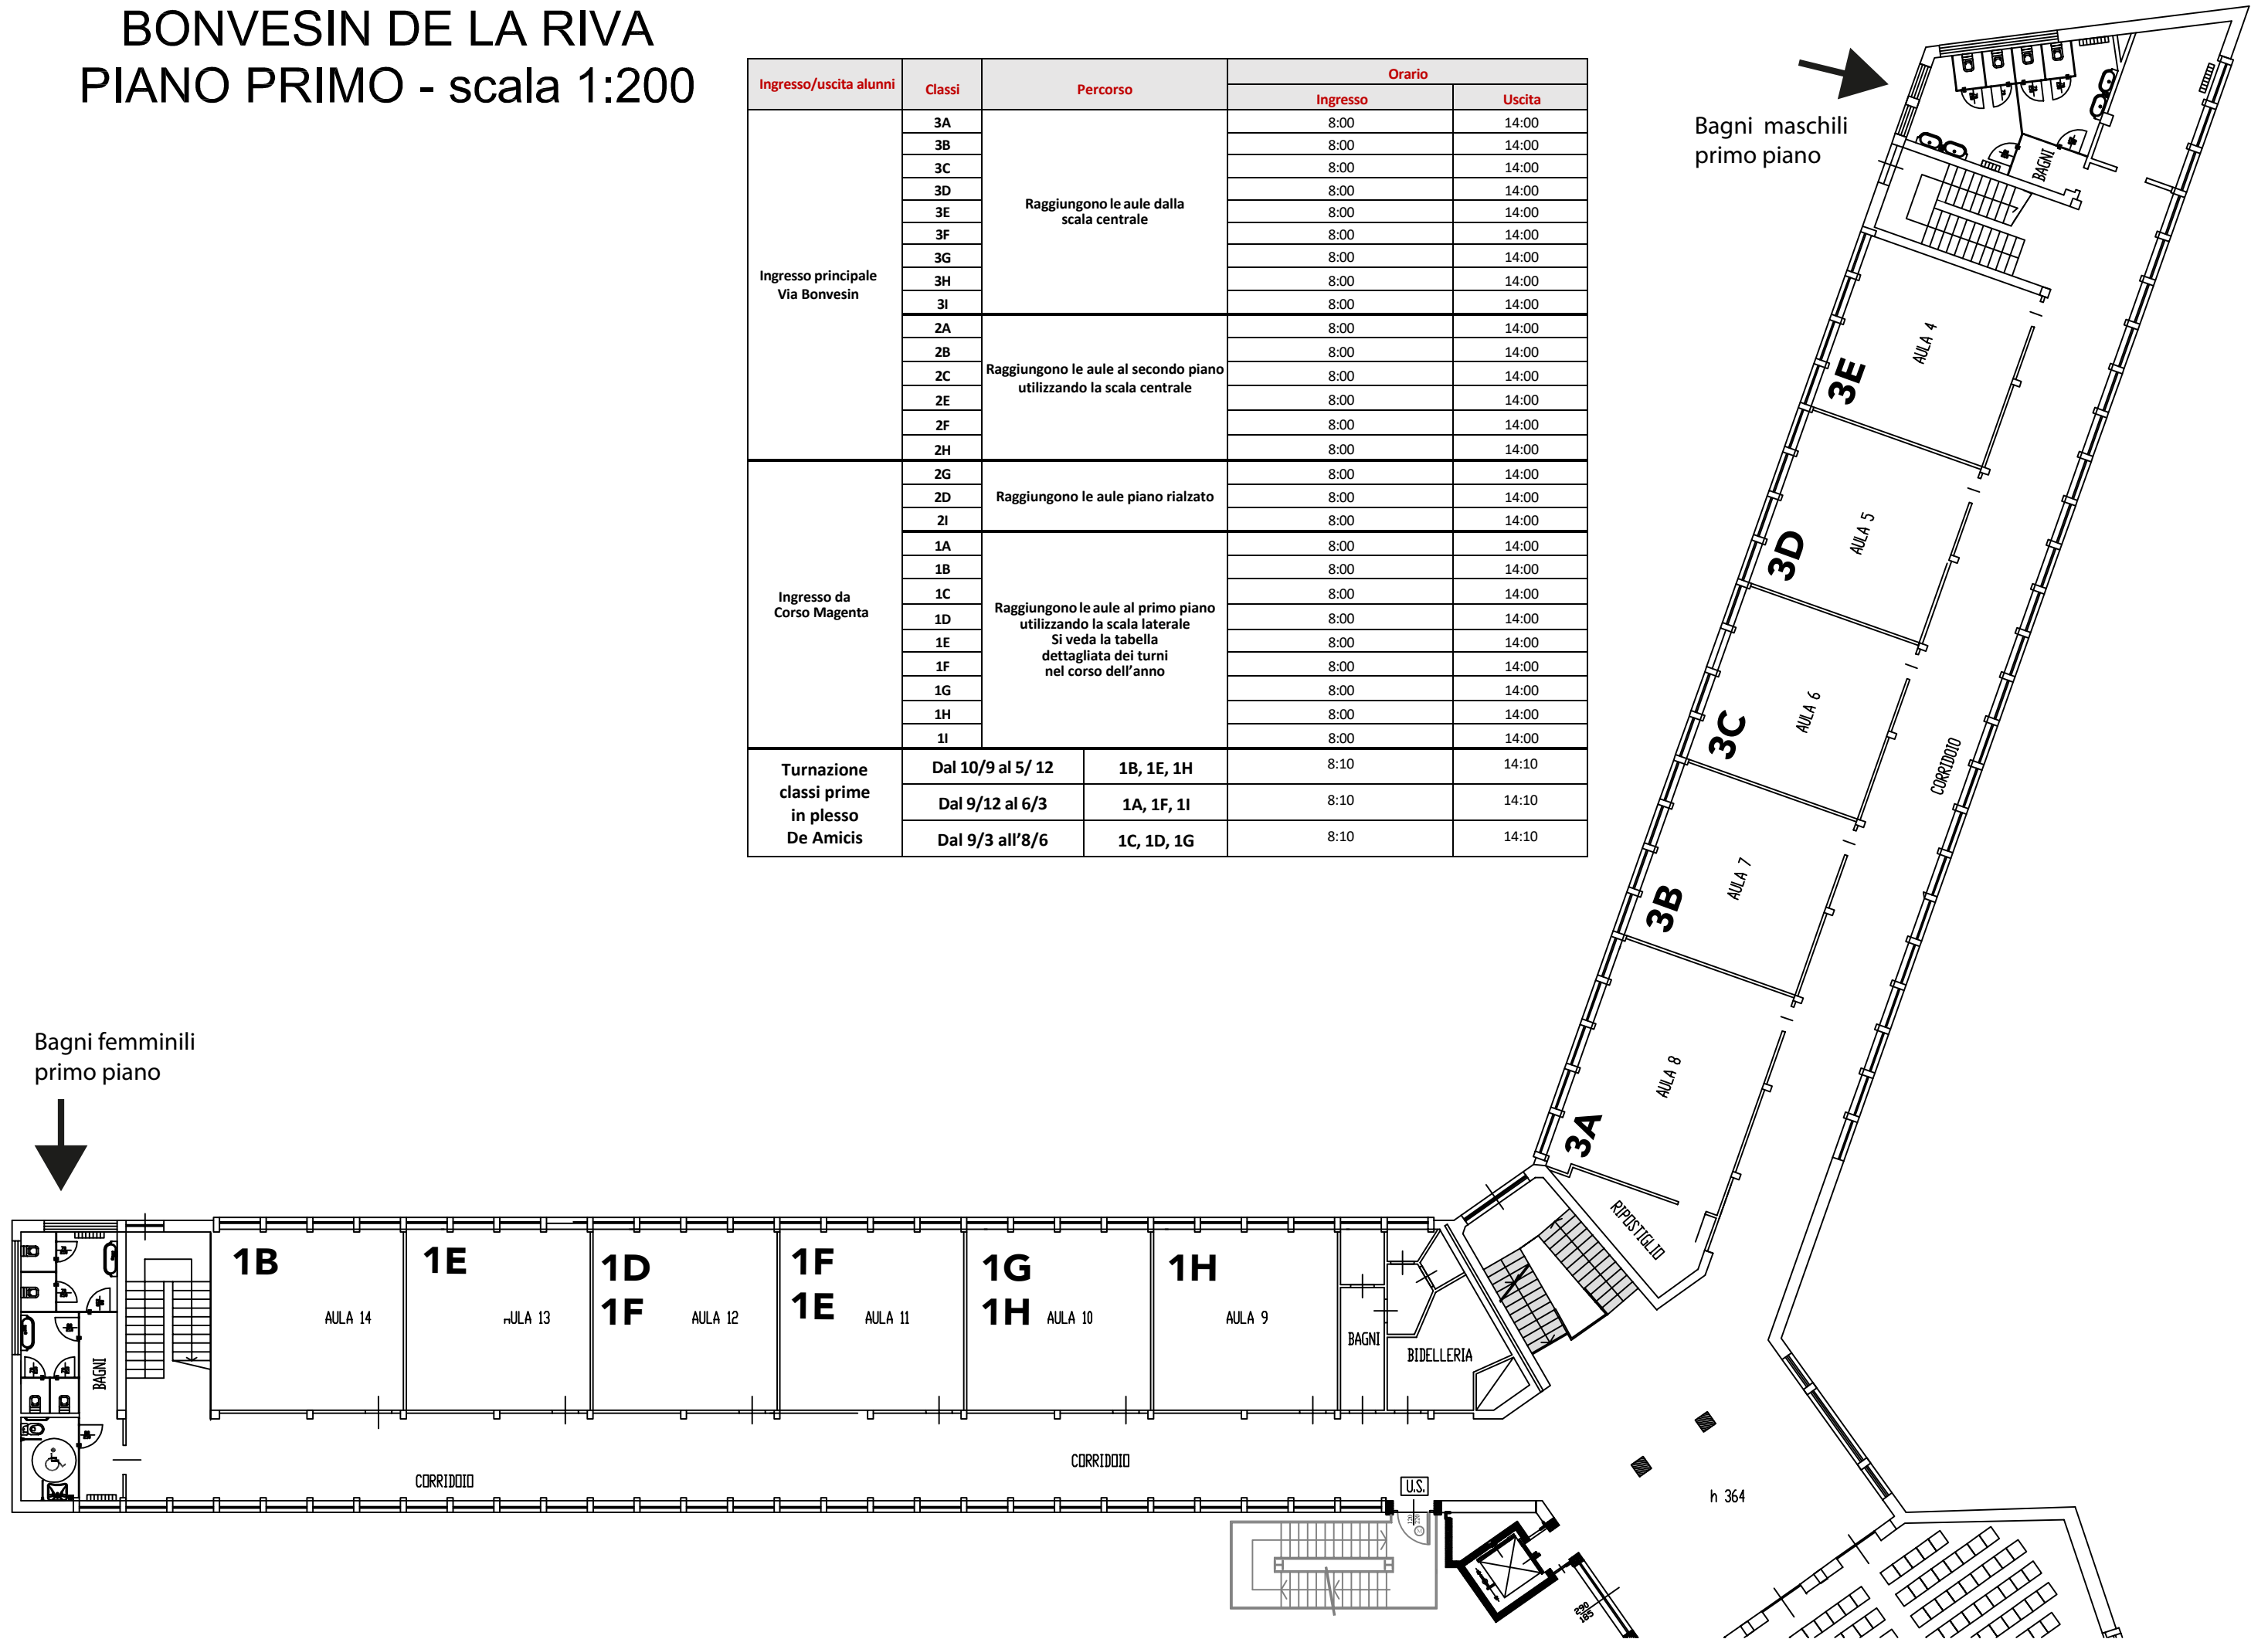 BONVESIN DE LA RIVA
PIANO PRIMO - scala 1:200
Ingresso/uscita alunni Classi Percorso Orario
Ingresso Uscita
Ingresso principale
Via Bonvesin
Raggiungono le aule dalla
scala centrale
3A 8:00 14:00
3B 8:00 14:00
3C 8:00 14:00
3D 8:00 14:00
3E 8:00 14:00
3F 8:00 14:00
3G 8:00 14:00
3H 8:00 14:00
3I 8:00 14:00
Raggiungono le aule al secondo piano
utilizzando la scala centrale
2A 8:00 14:00
2B 8:00 14:00
2C 8:00 14:00
2E 8:00 14:00
2F 8:00 14:00
2H 8:00 14:00
Ingresso da
Corso Magenta
Raggiungono le aule piano rialzato
2G 8:00 14:00
2D 8:00 14:00
2I 8:00 14:00
Raggiungono le aule al primo piano
utilizzando la scala laterale
Si veda la tabella
dettagliata dei turni
nel corso dell'anno
1A 8:00 14:00
1B 8:00 14:00
1C 8:00 14:00
1D 8:00 14:00
1E 8:00 14:00
1F 8:00 14:00
1G 8:00 14:00
1H 8:00 14:00
1I 8:00 14:00
Turnazione
classi prime
in plesso
De Amicis
Dal 10/9 al 5/ 12 1B, 1E, 1H 8:10 14:10
Dal 9/12 al 6/3 1A, 1F, 1I 8:10 14:10
Dal 9/3 all'8/6 1C, 1D, 1G 8:10 14:10
Bagni maschili
primo piano
BAGNI
3E
AULA 4
3D
AULA 5
3C
AULA 6
CORRIDOIO
3B
AULA 7
3A
AULA 8
RIPOSTIGLIO
Bagni femminili
primo piano
BAGNI
1B
AULA 14
1E
ULA 13
1D
1F
AULA 12
1F
1E
AULA 11
1G
1H
AULA 10
1H
AULA 9
BAGNI
BIDELLERIA
CORRIDOIO
CORRIDOIO
U.S.
h 364
290
185